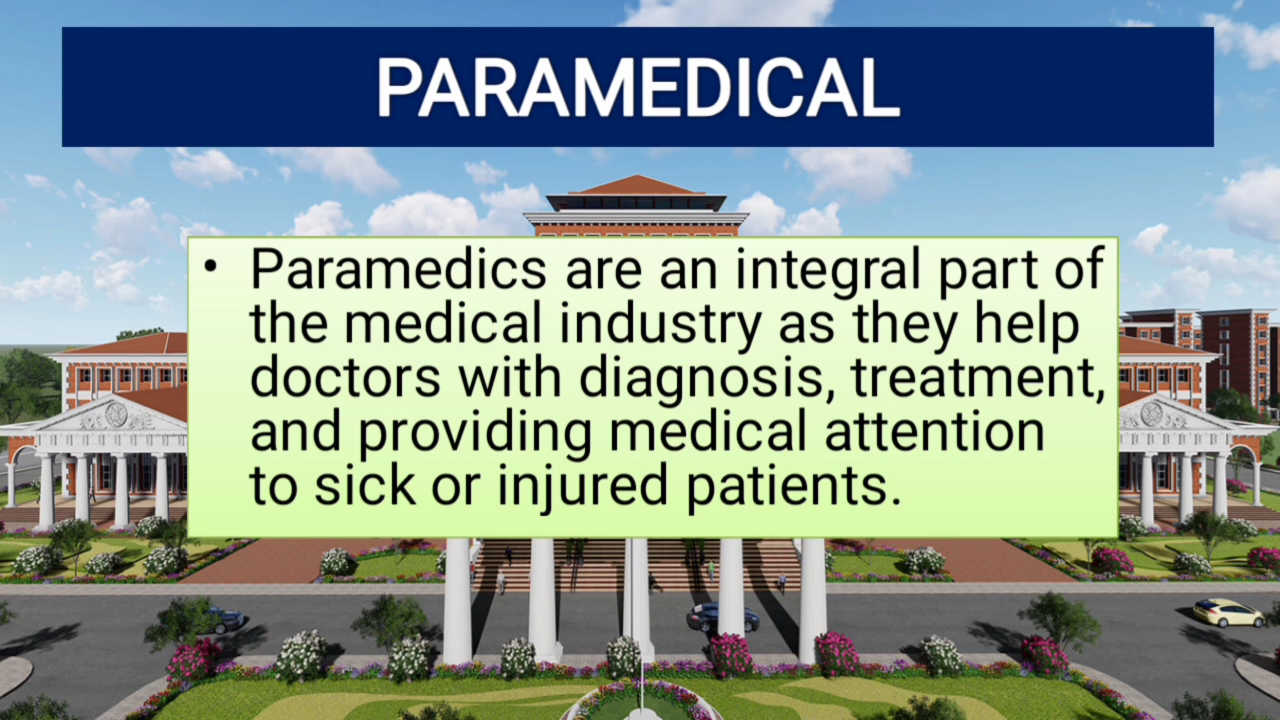 PARAMEDICAL
• Paramedics are an integral part of
the medical industry as they help
doctors with diagnosis, treatment,
and providing medical attention
to sick or injured patients.